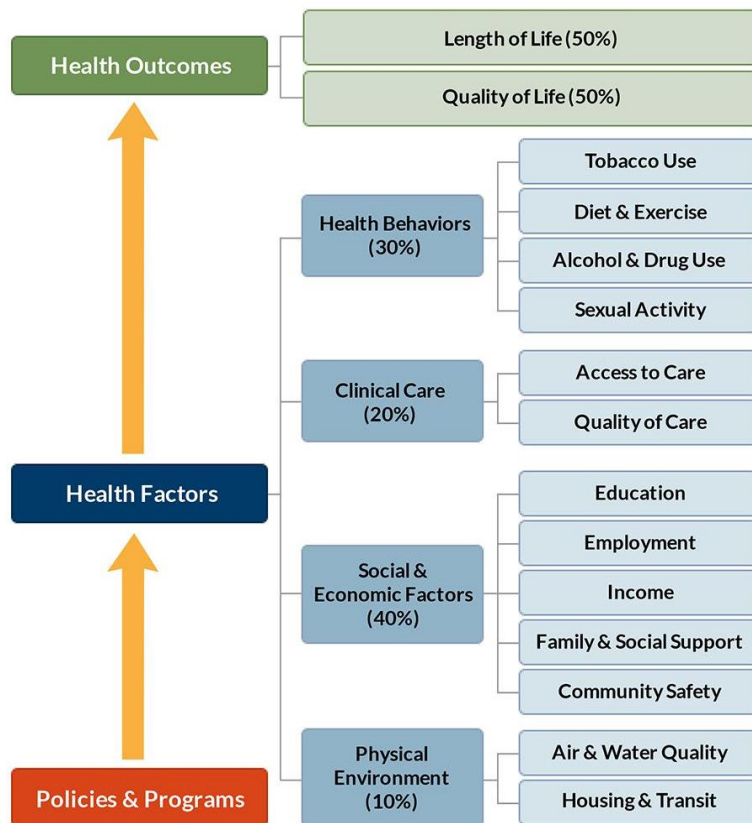 Health Outcomes
Length of Life (50%)
Quality of Life (50%)
Health Factors
Health Behaviors
(30%)
Tobacco Use
Diet & Exercise
Alcohol & Drug Use
Sexual Activity
Clinical Care
(20%)
Access to Care
Quality of Care
Social &
Economic Factors
(40%)
Education
Employment
Income
Family & Social Support
Community Safety
Physical
Environment
(10%)
Air & Water Quality
Housing & Transit
Policies & Programs